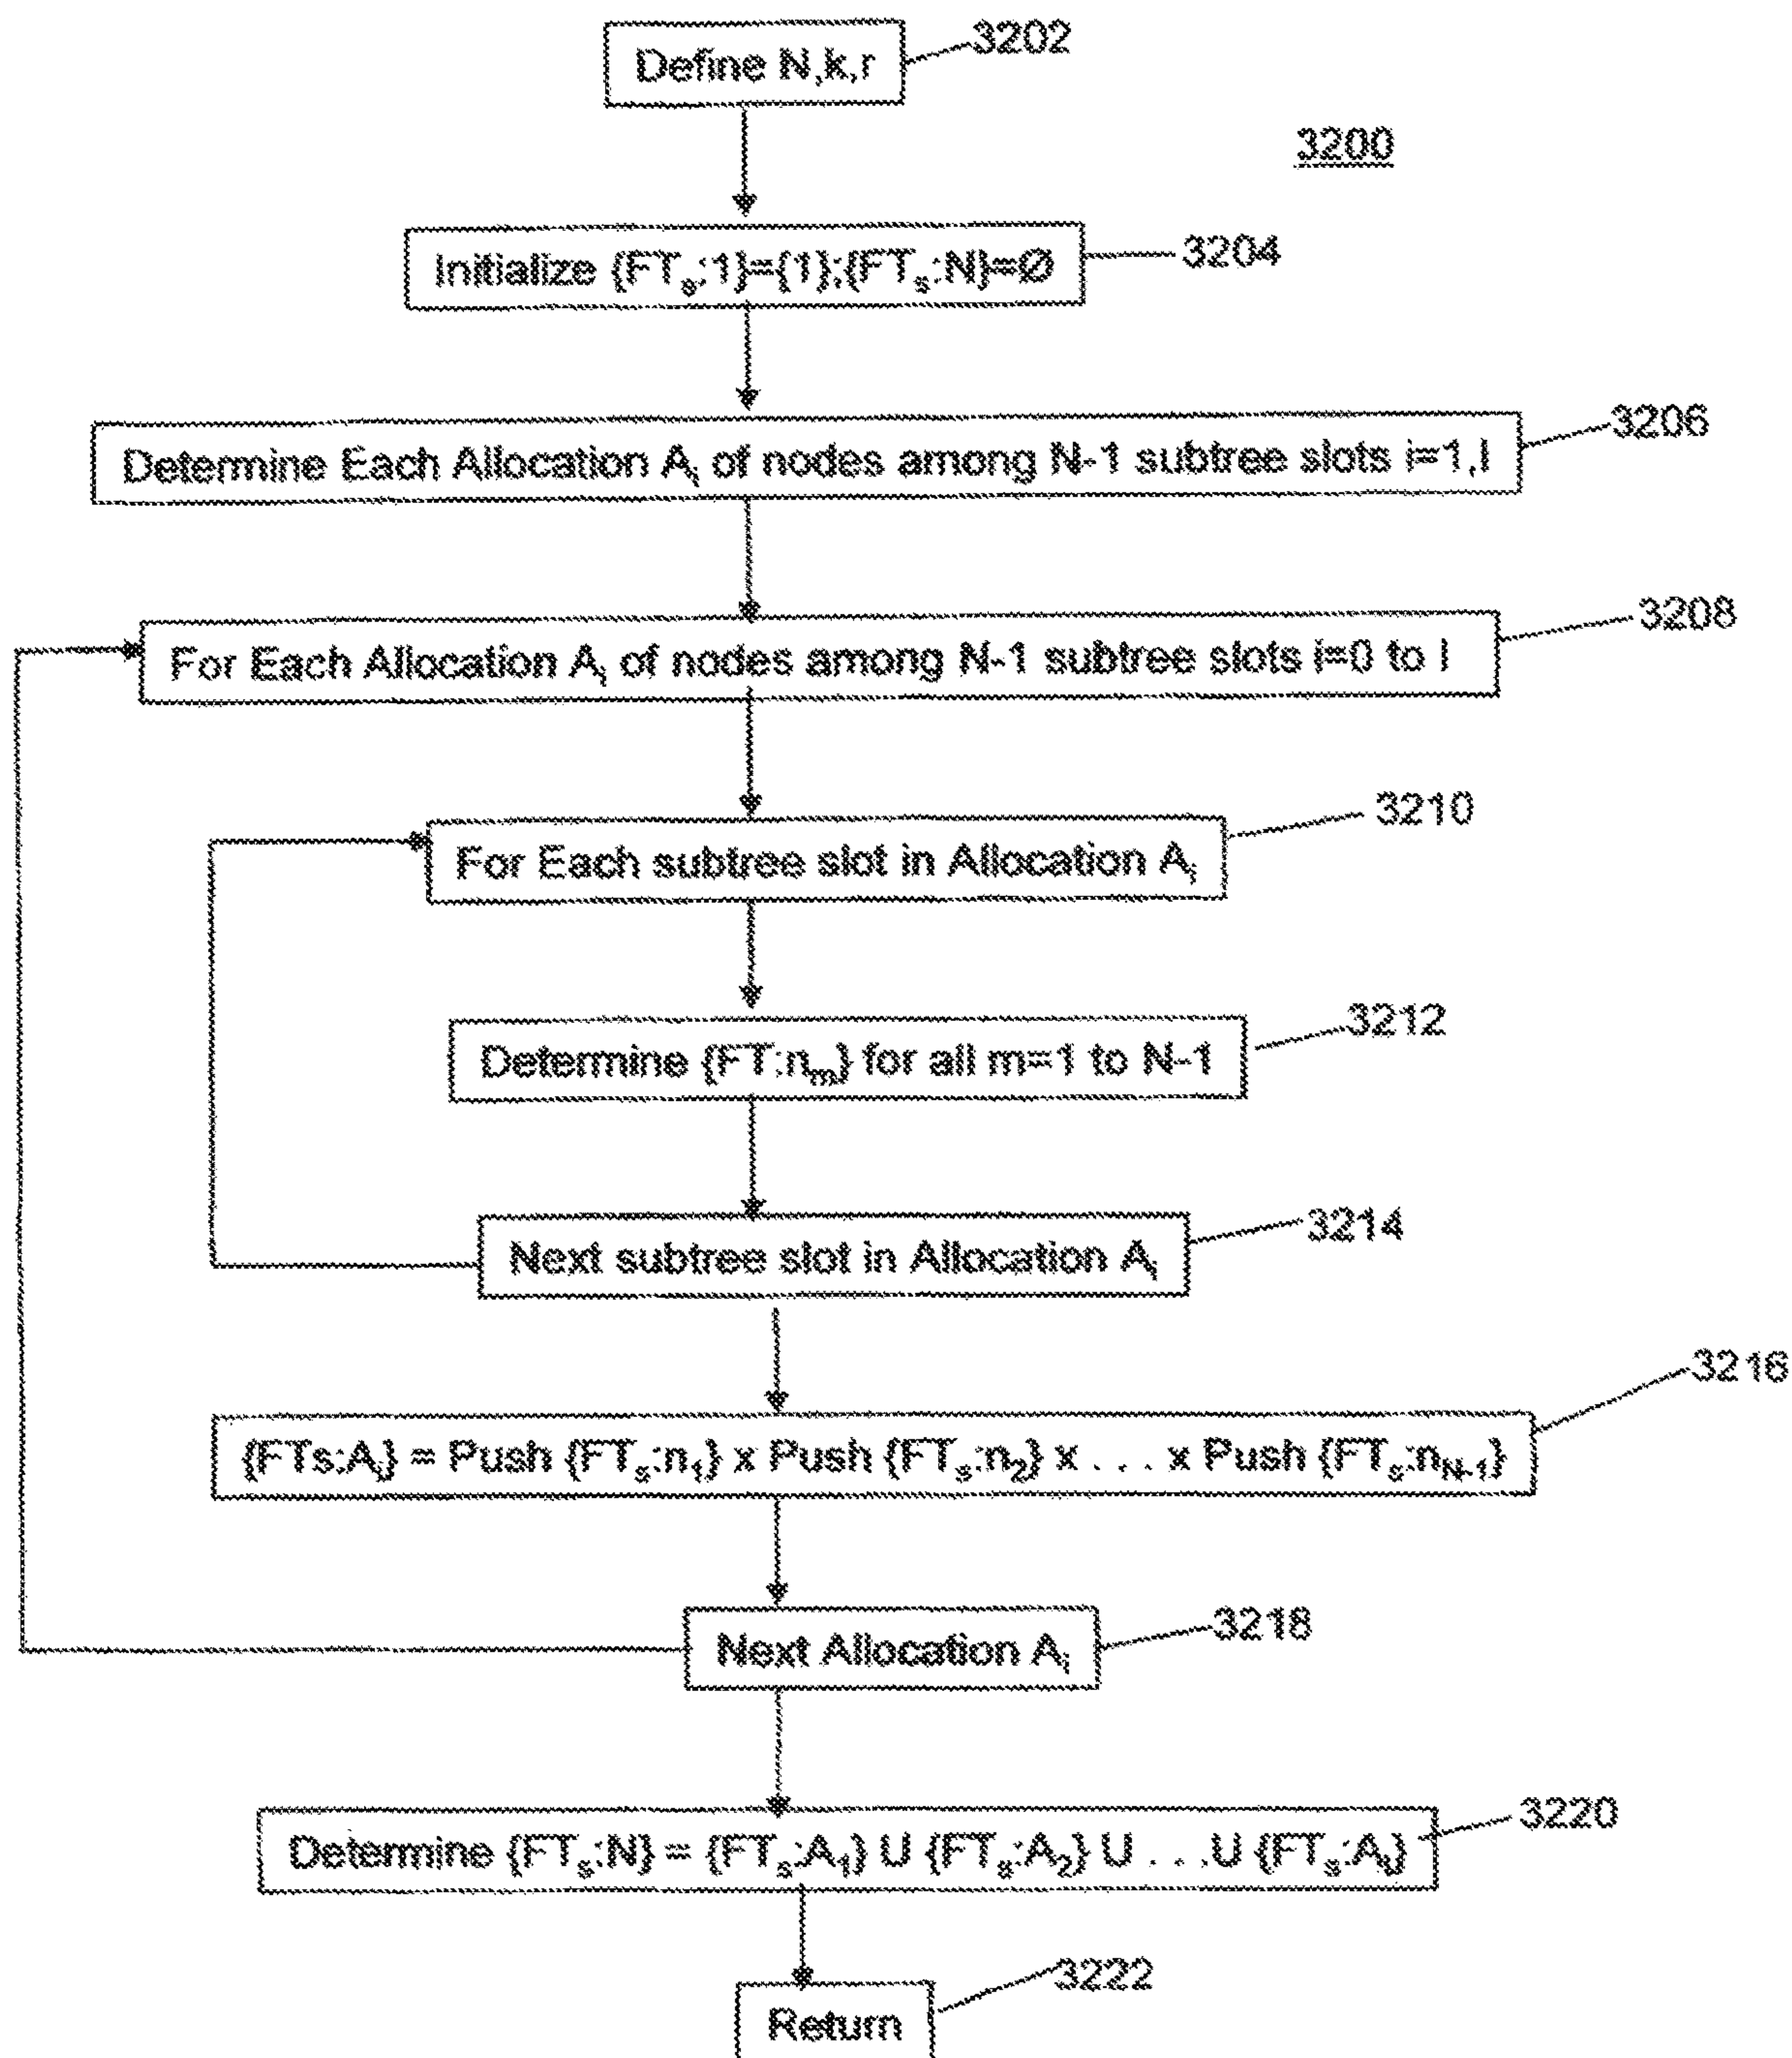 Define N,k,r
3202
3200
Initialize {FTs:1}={1};{FTs:N}=Ø
3204
3206
Determine Each Allocation Ai of nodes among N-1 subtree slots i=1,I
3208
For Each Allocation Ai of nodes among N-1 subtree slots i=0 to I
3210
For Each subtree slot in Allocation Ai
3212
Determine {FT:nm} for all m=1 to N-1
3214
Next subtree slot in Allocation Ai
3216
{FTs:Ai} = Push {FTs:n1} x Push {FTs:n2} x . . . x Push {FTs:nN-1}
3218
Next Allocation Ai
3220
Determine {FTs:N} = {FTs:A1} U {FTs:A2} U . . .U {FTs:AI}
3222
Return